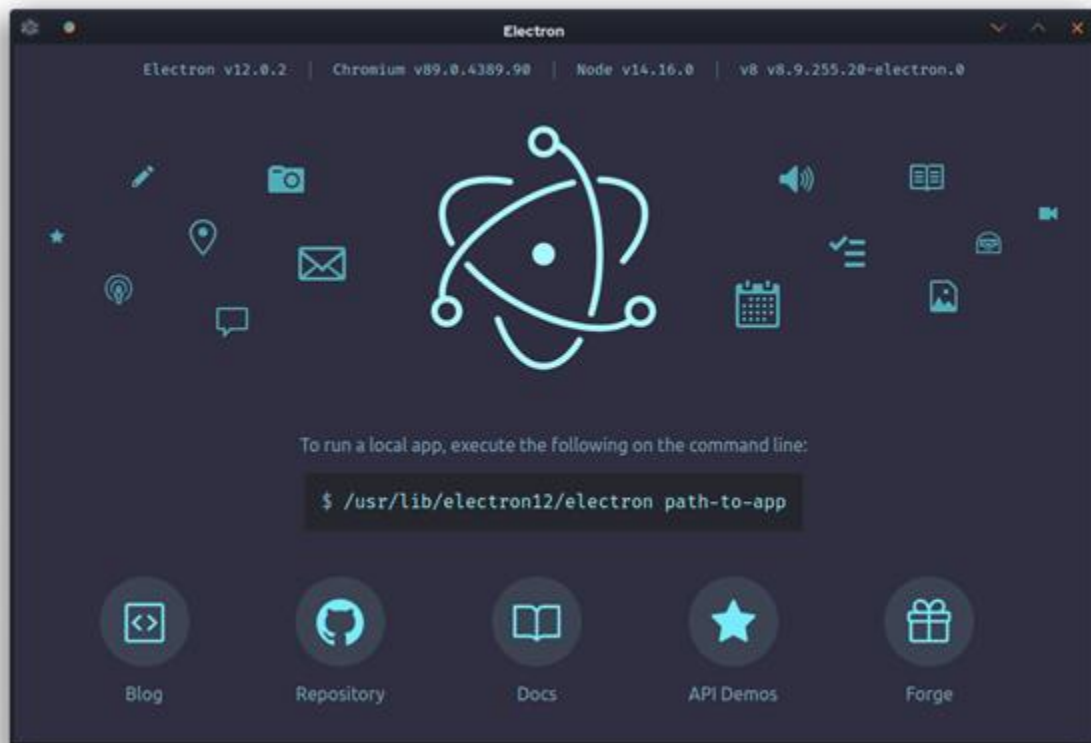 Electron
Electron v12.0.2 | Chromium v89.0.4389.90 | Node v14.16.0 | v8 v8.9.255.20-electron.0
To run a local app, execute the following on the command line:
$ /usr/lib/electron12/electron path-to-app
Blog Repository Docs API Demos Forge